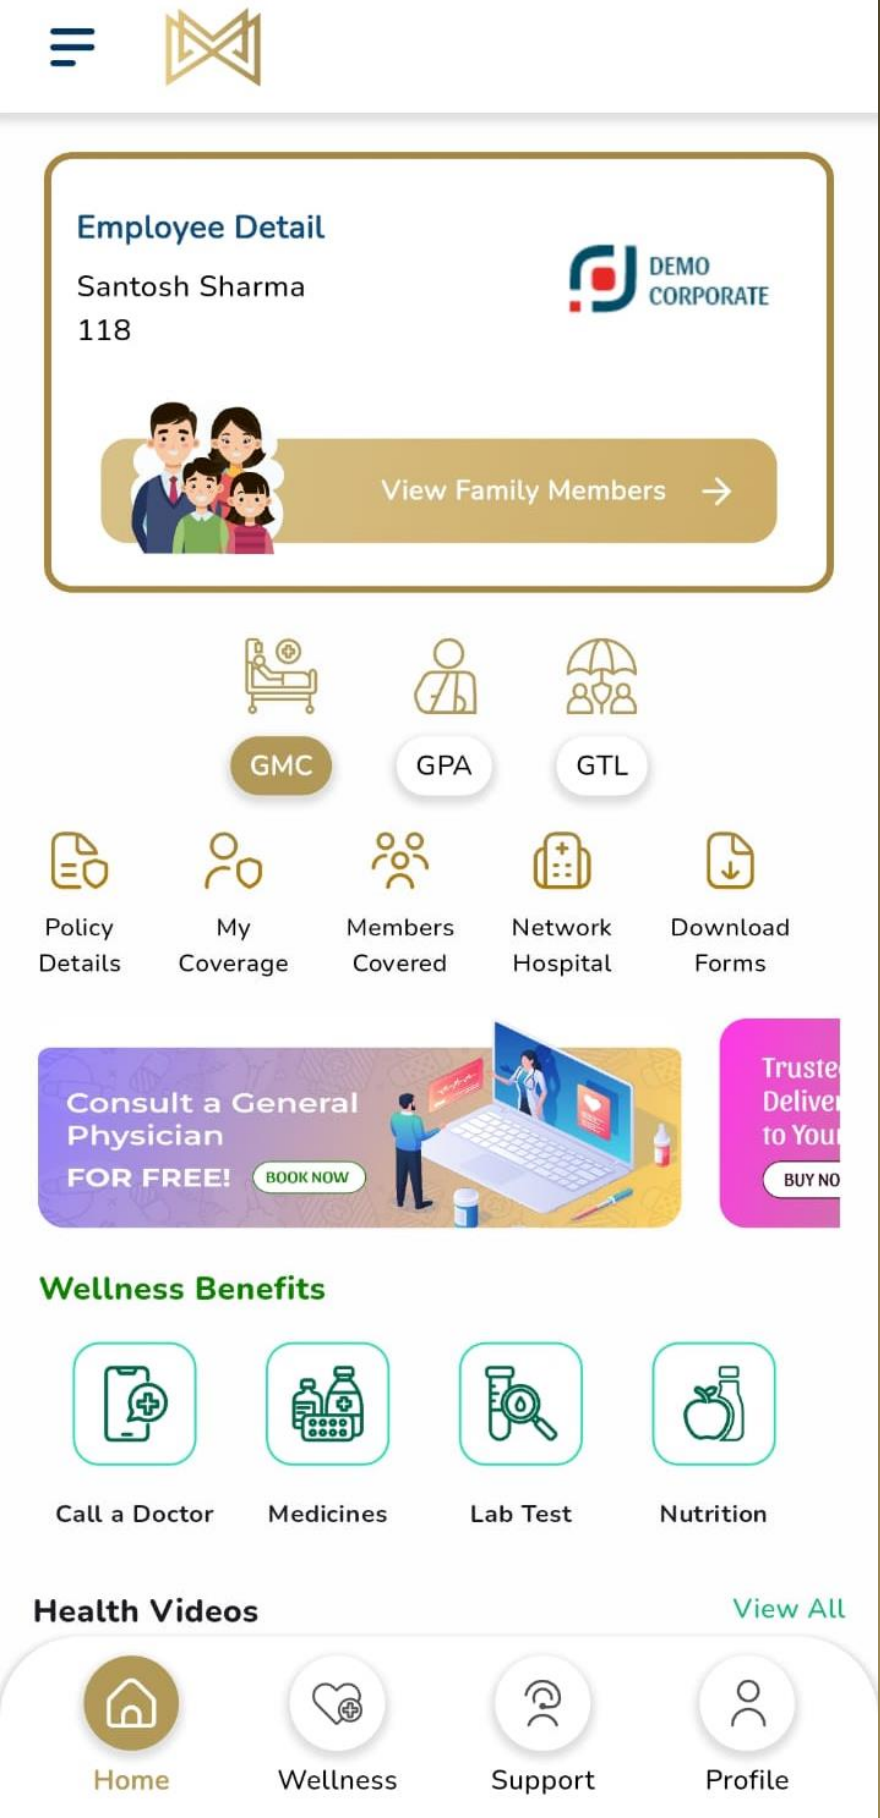 Employee Detail
Santosh Sharma
118
DEMO
CORPORATE
View Family Members
GMC
GPA
GTL
Policy
Details
My
Coverage
Members
Covered
Network
Hospital
Download
Forms
Consult a General
Physician
FOR FREE!
BOOK NOW
to
BUY
Wellness Benefits
Call a Doctor
Medicines
Lab Test
Nutrition
Health Videos
View All
Home
Wellness
Support
Profile